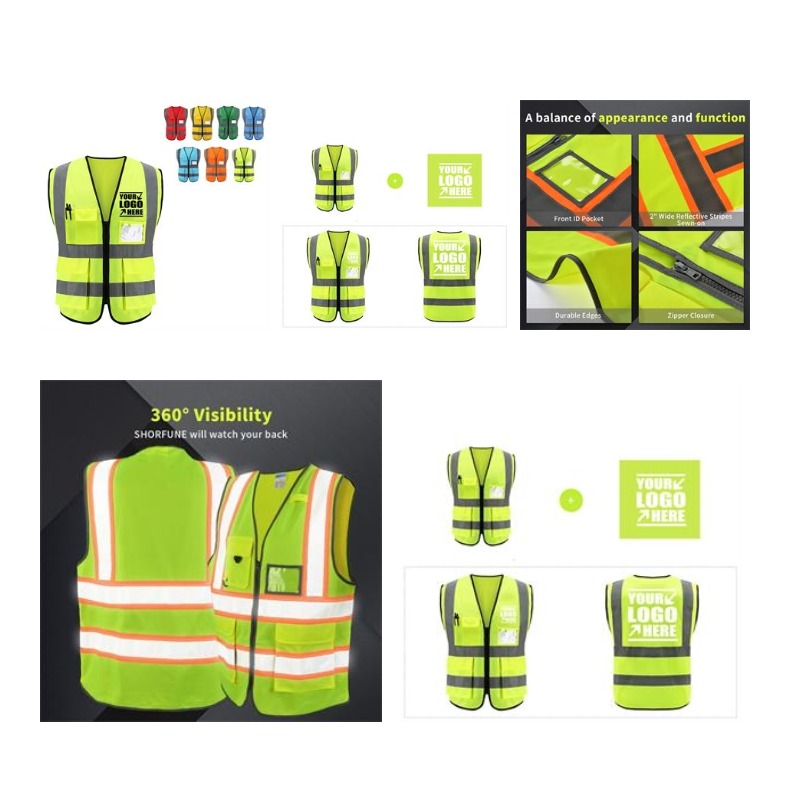 YOUR
LOGO
HERE
YOUR
LOGO
HERE
YOUR
LOGO
HERE
YOUR
LOGO
HERE
A balance of appearance and function
Front ID Pocket
2" Wide Reflective Stripes
Sewn-on
Durable Edges
Zipper Closure
360° Visibility
SHORFUNE will watch your back
YOUR
LOGO
HERE
YOUR
LOGO
HERE
YOUR
LOGO
HERE